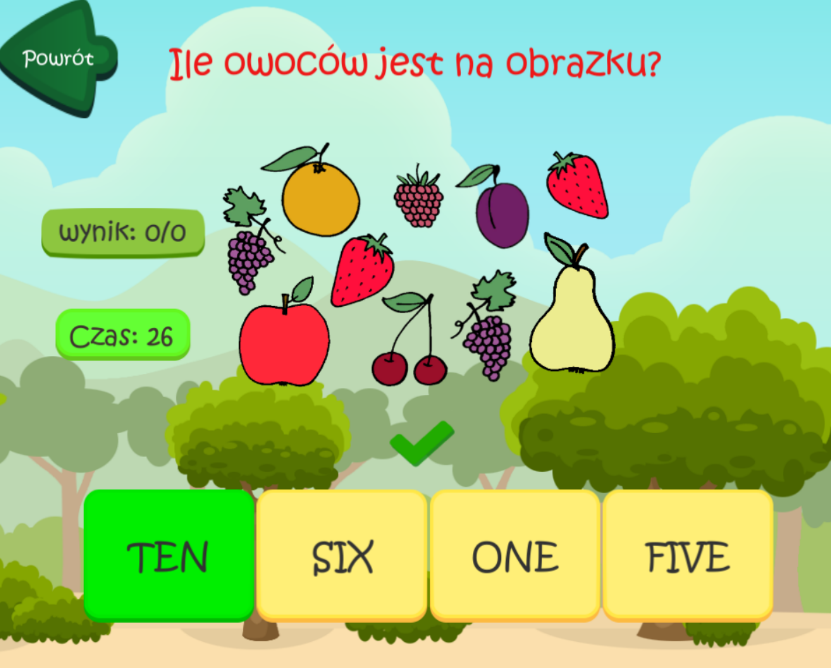 Powrót
Ile owoców jest na obrazku?
wynik: 0/0
Czas: 26
TEN
SIX
ONE
FIVE